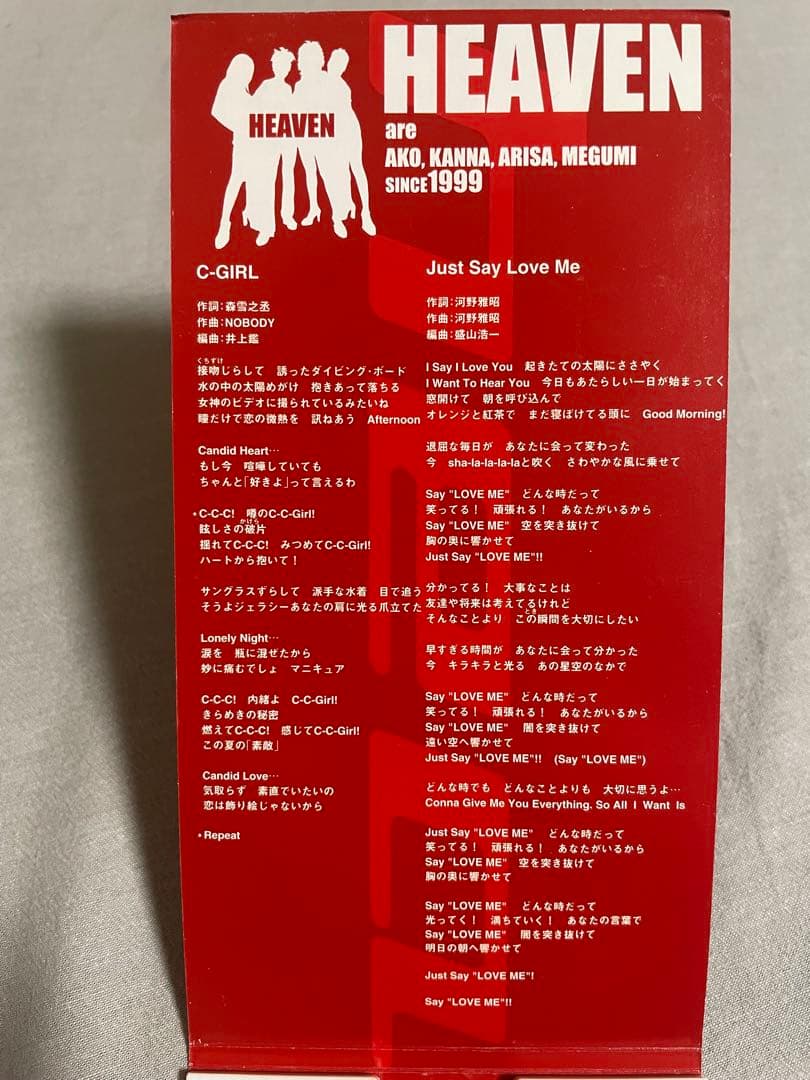 HEAVEN
HEAVEN
are
AKO, KANNA, ARISA, MEGUMI
SINCE1999
C-GIRL
作詞：森雪之丞
作曲：NOBODY
編曲：井上鑑
くちずけ
接吻じらして　誘ったダイビング・ボード
水の中の太陽めがけ　抱きあって落ちる
女神のビデオに撮られているみたいね
瞳だけで恋の微熱を　訊ねあう　Afternoon
Candid Heart…
もし今　喧嘩していても
ちゃんと「好きよ」って言えるわ
*C-C-C!　噂のC-C-Girl!
かけら
眩しさの破片
揺れてC-C-C!　みつめてC-C-Girl!
ハートから抱いて！
サングラスずらして　派手な水着　目で追う
そうよジェラシーあなたの肩に光る爪立てた
Lonely Night…
涙を　瓶に混ぜたから
妙に痛むでしょ　マニキュア
C-C-C!　内緒よ　C-C-Girl!
きらめきの秘密
燃えてC-C-C!　感じてC-C-Girl!
この夏の「素敵」
Candid Love…
気取らず　素直でいたいの
恋は飾り絵じゃないから
*Repeat
Just Say Love Me
作詞：河野雅昭
作曲：河野雅昭
編曲：盛山浩一
I Say I Love You　起きたての太陽にささやく
I Want To Hear You　今日もあたらしい一日が始まってく
窓開けて　朝を呼び込んで
オレンジと紅茶で　まだ寝ぼけてる頭に　Good Morning!
退屈な毎日が　あなたに会って変わった
今　sha-la-la-la-laと吹く　さわやかな風に乗せて
Say "LOVE ME"　どんな時だって
笑ってる！　頑張れる！　あなたがいるから
Say "LOVE ME"　空を突き抜けて
胸の奥に響かせて
Just Say "LOVE ME"!!
分かってる！　大事なことは
友達や将来は考えてるけれど
とき
そんなことより　この瞬間を大切にしたい
早すぎる時間が　あなたに会って分かった
今　キラキラと光る　あの星空のなかで
Say "LOVE ME"　どんな時だって
笑ってる！　頑張れる！　あなたがいるから
Say "LOVE ME"　闇を突き抜けて
遠い空へ響かせて
Just Say "LOVE ME"!!　(Say "LOVE ME")
どんな時でも　どんなことよりも　大切に思うよ…
Conna Give Me You Everything. So All I Want Is
Just Say "LOVE ME"　どんな時だって
笑ってる！　頑張れる！　あなたがいるから
Say "LOVE ME"　空を突き抜けて
胸の奥に響かせて
Say "LOVE ME"　どんな時だって
光ってく！　満ちていく！　あなたの言葉で
Say "LOVE ME"　闇を突き抜けて
明日の朝へ響かせて
Just Say "LOVE ME"!
Say "LOVE ME"!!